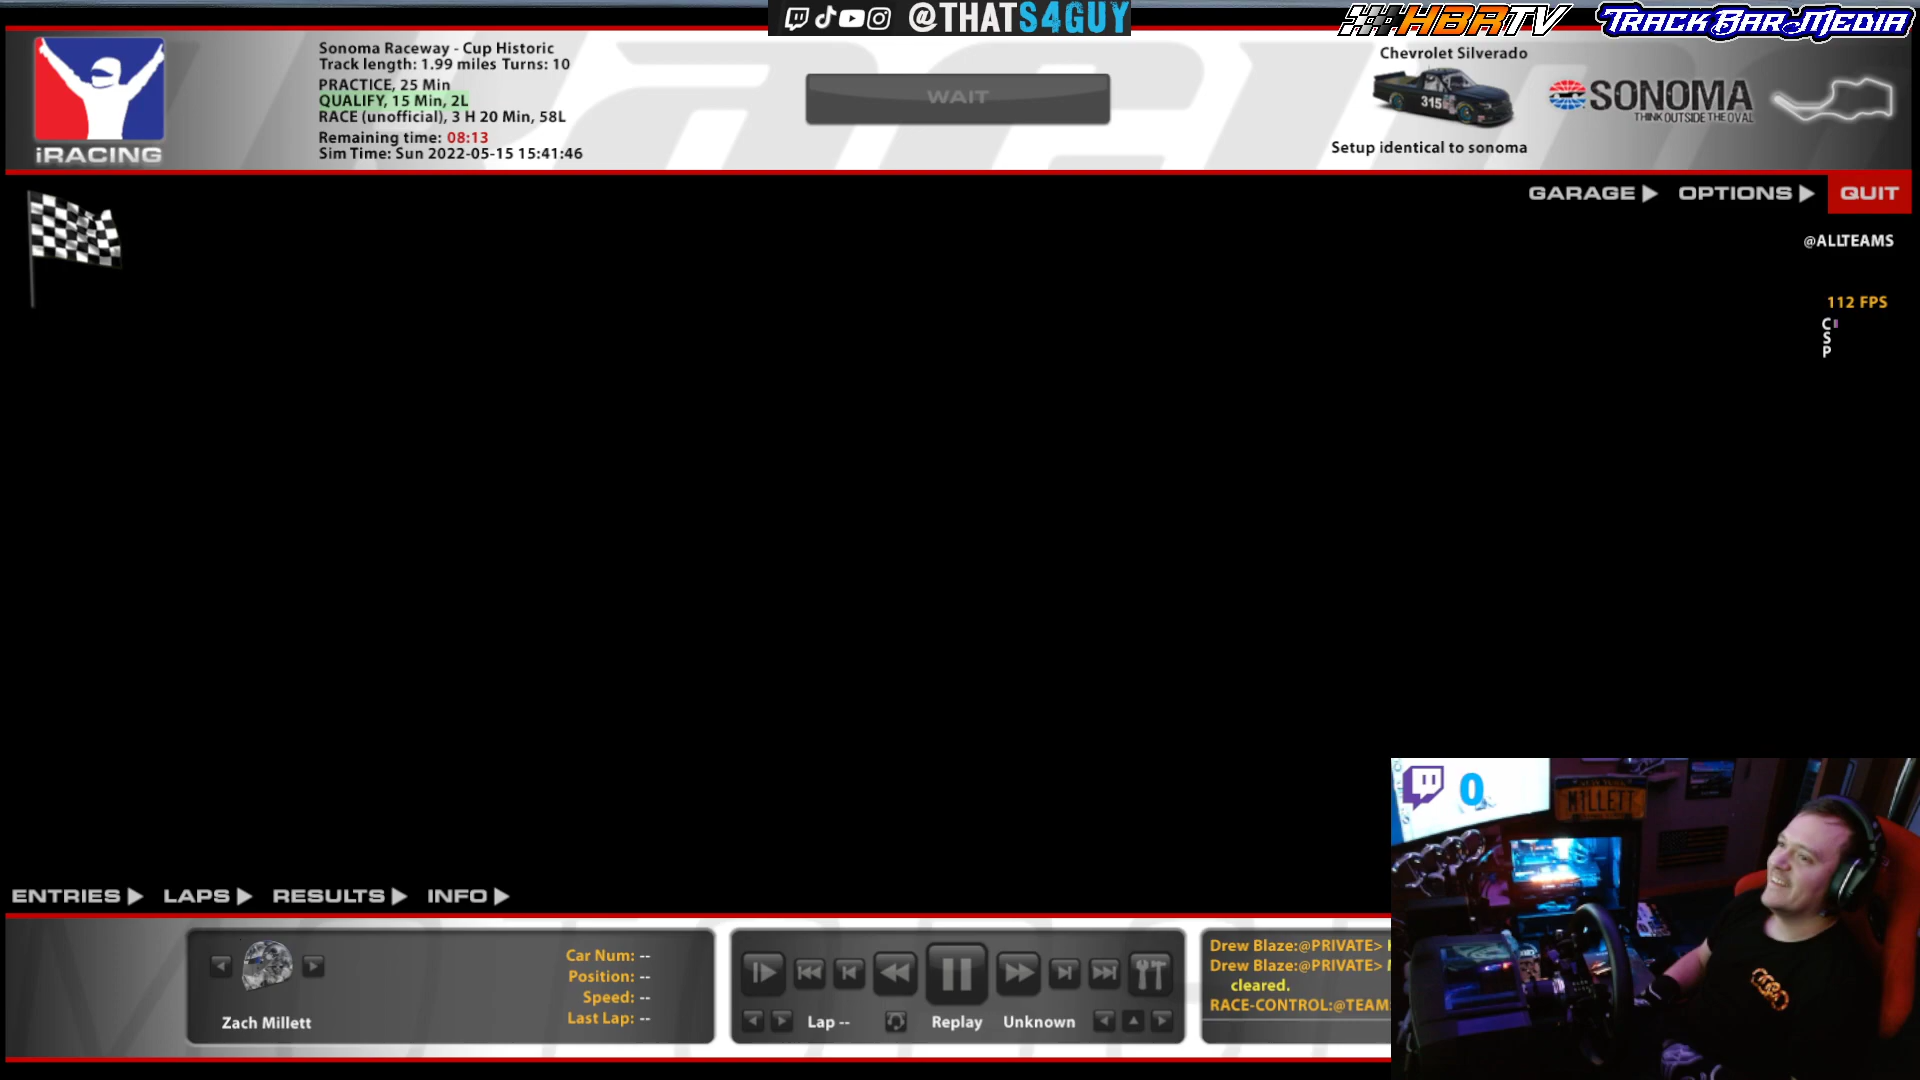 @THATS4GUY
HBRTV
TRACK BAR MEDIA
iRACING
Sonoma Raceway - Cup Historic
Track length: 1.99 miles Turns: 10
PRACTICE, 25 Min
QUALIFY, 15 Min, 2L
RACE (unofficial), 3 H 20 Min, 58L
Remaining time: 08:13
Sim Time: Sun 2022-05-15 15:41:46
WAIT
Chevrolet Silverado
315
Setup identical to sonoma
SONOMA
THINK OUTSIDE THE OVAL
GARAGE
OPTIONS
QUIT
@ALLTEAMS
112 FPS
C
S
P
0
MILLETT
ENTRIES
LAPS
RESULTS
INFO
Zach Millett
Car Num: --
Position: --
Speed: --
Last Lap: --
Lap --
Replay
Unknown
Drew Blaze:@PRIVATE>
Drew Blaze:@PRIVATE>
cleared.
RACE-CONTROL:@TEAM